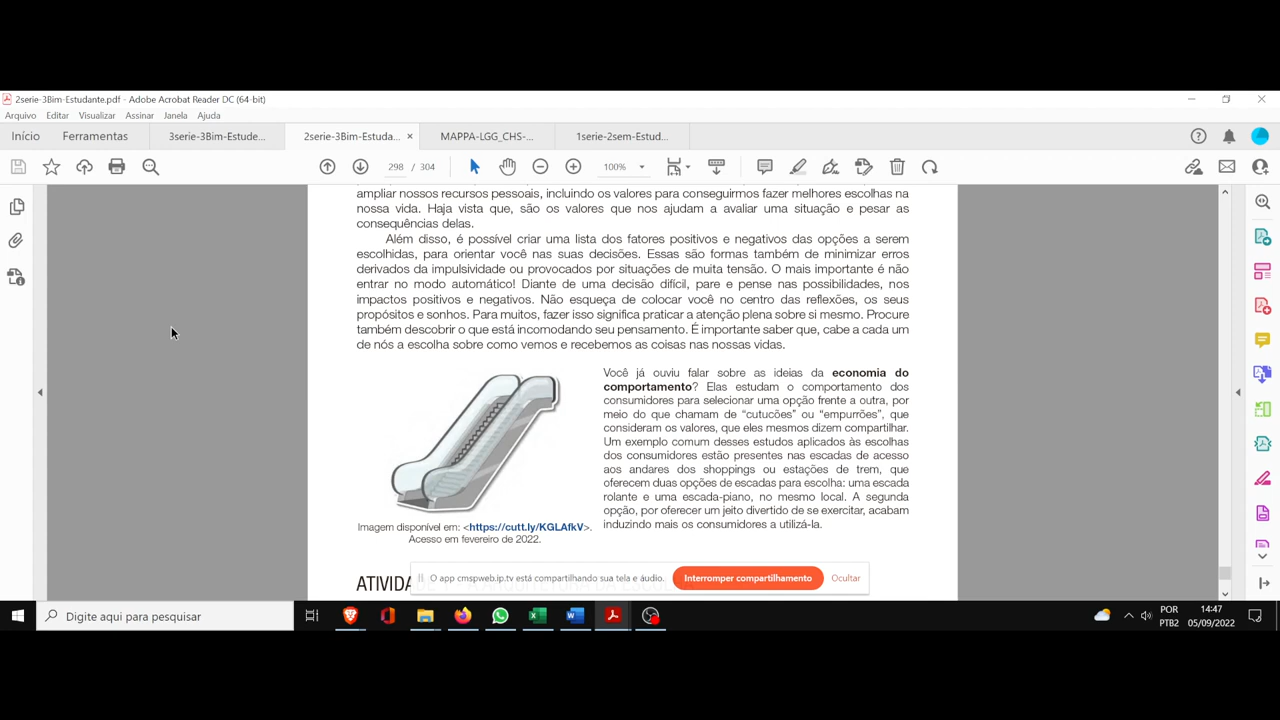 2serie-3Bim-Estudante.pdf - Adobe Acrobat Reader DC (64-bit)
Arquivo Editar Visualizar Assinar Janela Ajuda
Início Ferramentas 3serie-3Bim-Estude... 2serie-3Bim-Estuda... × MAPPA-LGG_CHS-... 1serie-2sem-Estud...
298 / 304 100%
ampliar nossos recursos pessoais, incluindo os valores para conseguirmos fazer melhores escolhas na
nossa vida. Haja vista que, são os valores que nos ajudam a avaliar uma situação e pesar as
consequências delas.
Além disso, é possível criar uma lista dos fatores positivos e negativos das opções a serem
escolhidas, para orientar você nas suas decisões. Essas são formas também de minimizar erros
derivados da impulsividade ou provocados por situações de muita tensão. O mais importante é não
entrar no modo automático! Diante de uma decisão difícil, pare e pense nas possibilidades, nos
impactos positivos e negativos. Não esqueça de colocar você no centro das reflexões, os seus
propósitos e sonhos. Para muitos, fazer isso significa praticar a atenção plena sobre si mesmo. Procure
também descobrir o que está incomodando seu pensamento. É importante saber que, cabe a cada um
de nós a escolha sobre como vemos e recebemos as coisas nas nossas vidas.
Imagem disponível em: <https://cutt.ly/KGLAfkV>.
Acesso em fevereiro de 2022.
Você já ouviu falar sobre as ideias da economia do
comportamento? Elas estudam o comportamento dos
consumidores para selecionar uma opção frente a outra, por
meio do que chamam de “cutucões” ou “empurrões”, que
consideram os valores, que eles mesmos dizem compartilhar.
Um exemplo comum desses estudos aplicados às escolhas
dos consumidores estão presentes nas escadas de acesso
aos andares dos shoppings ou estações de trem, que
oferecem duas opções de escadas para escolha: uma escada
rolante e uma escada-piano, no mesmo local. A segunda
opção, por oferecer um jeito divertido de se exercitar, acabam
induzindo mais os consumidores a utilizá-la.
O app cmspweb.ip.tv está compartilhando sua tela e áudio. Interromper compartilhamento Ocultar
Digite aqui para pesquisar
POR 14:47
PTB2 05/09/2022